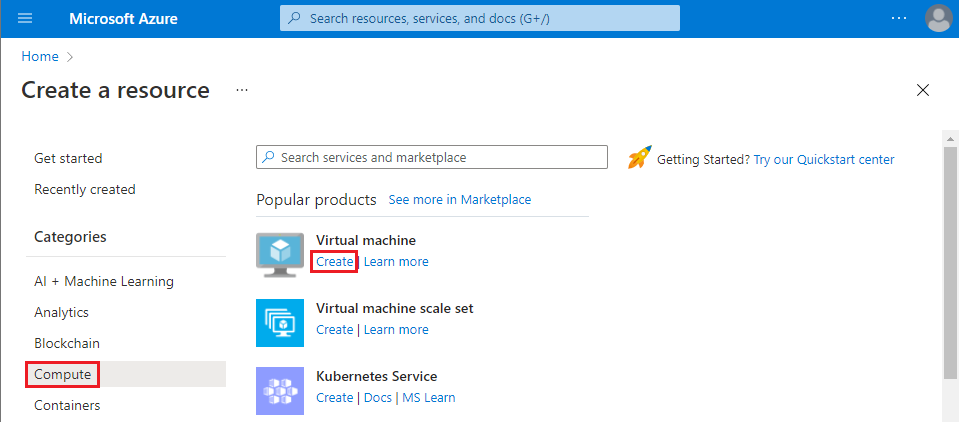 Microsoft Azure
Search resources, services, and docs (G+/)
...
Home >
Create a resource ...
Get started
Recently created
Categories
AI + Machine Learning
Analytics
Blockchain
Compute
Containers
Search services and marketplace
Getting Started? Try our Quickstart center
Popular products See more in Marketplace
Virtual machine
Create | Learn more
Virtual machine scale set
Create | Learn more
Kubernetes Service
Create | Docs | MS Learn